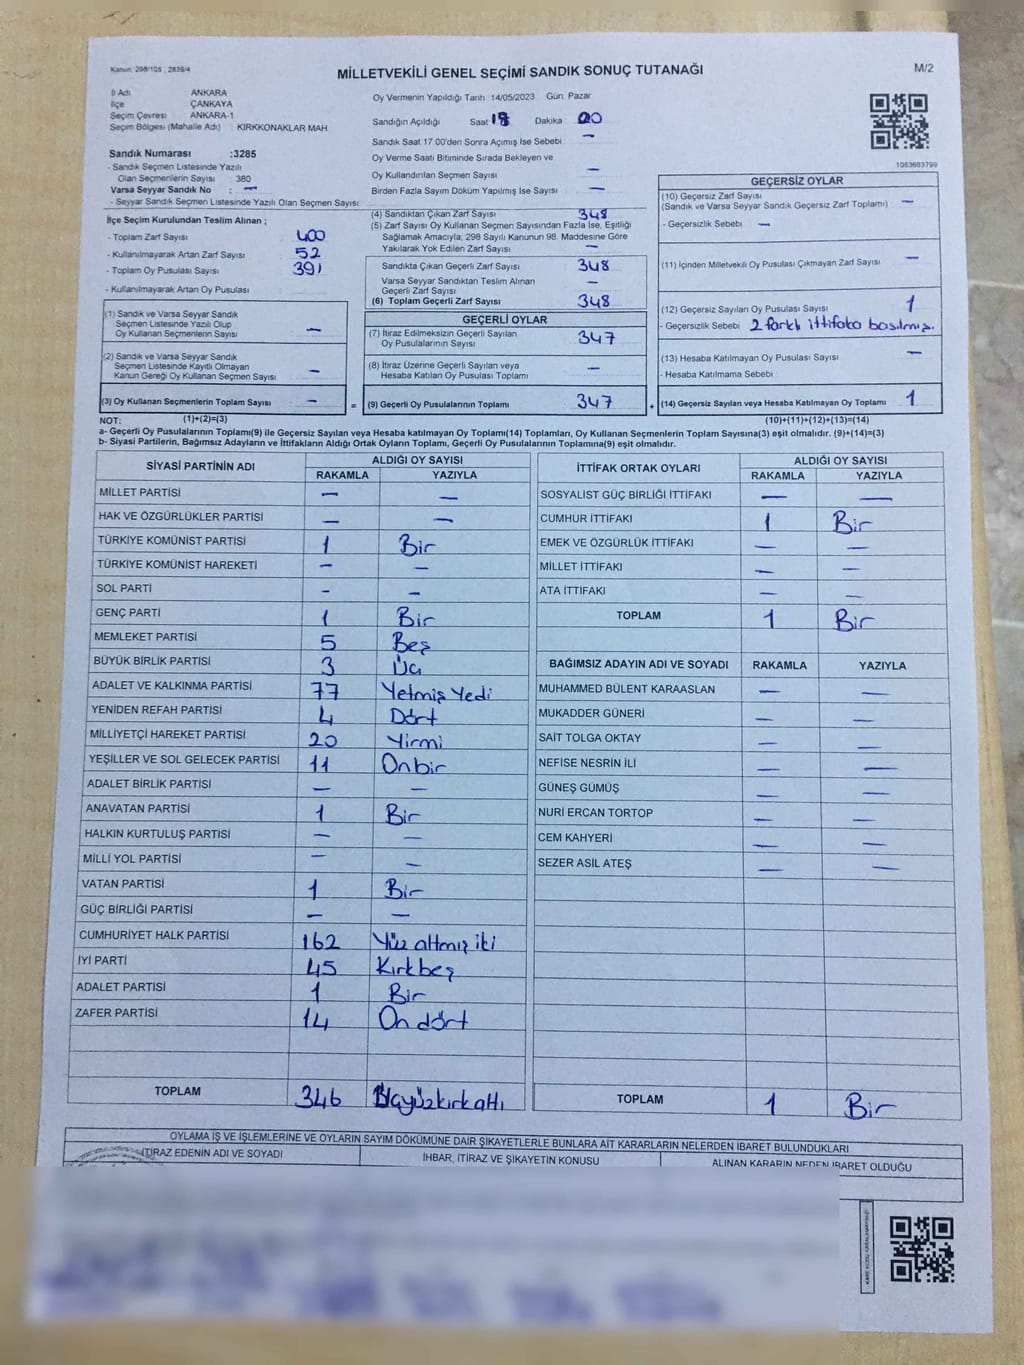 Kanun: 298/105 , 2839/4
MİLLETVEKİLİ GENEL SEÇİMİ SANDIK SONUÇ TUTANAĞI
M/2
İl Adı ANKARA
İlçe ÇANKAYA
Seçim Çevresi ANKARA-1
Seçim Bölgesi (Mahalle Adı) KIRKKONAKLAR MAH
Sandık Numarası :3285
- Sandık Seçmen Listesinde Yazılı
Olan Seçmenlerin Sayısı 380
Varsa Seyyar Sandık No : —
- Seyyar Sandık Seçmen Listesinde Yazılı Olan Seçmen Sayısı
İlçe Seçim Kurulundan Teslim Alınan ;
- Toplam Zarf Sayısı 400
- Kullanılmayarak Artan Zarf Sayısı 52
- Toplam Oy Pusulası Sayısı 391
- Kullanılmayarak Artan Oy Pusulası
(1) Sandık ve Varsa Seyyar Sandık
Seçmen Listesinde Yazılı Olup
Oy Kullanan Seçmenlerin Sayısı —
(2) Sandık ve Varsa Seyyar Sandık
Seçmen Listesinde Kayıtlı Olmayan
Kanun Gereği Oy Kullanan Seçmen Sayısı —
(3) Oy Kullanan Seçmenlerin Toplam Sayısı —
Oy Vermenin Yapıldığı Tarih :14/05/2023 Gün: Pazar
Sandığın Açıldığı Saat 18 Dakika 00
Sandık Saat 17.00'den Sonra Açımış İse Sebebi —
Oy Verme Saati Bitiminde Sırada Bekleyen ve
Oy Kullandırılan Seçmen Sayısı —
Birden Fazla Sayım Döküm Yapılmış İse Sayısı —
(4) Sandıktan Çıkan Zarf Sayısı 348
(5) Zarf Sayısı Oy Kullanan Seçmen Sayısından Fazla İse, Eşitliği
Sağlamak Amacıyla, 298 Sayılı Kanunun 98. Maddesine Göre
Yakılarak Yok Edilen Zarf Sayısı —
Sandıkta Çıkan Geçerli Zarf Sayısı 348
Varsa Seyyar Sandıktan Teslim Alınan
Geçerli Zarf Sayısı —
(6) Toplam Geçerli Zarf Sayısı 348
GEÇERLİ OYLAR
(7) İtiraz Edilmeksizin Geçerli Sayılan
Oy Pusulalarının Sayısı 347
(8) İtiraz Üzerine Geçerli Sayılan veya
Hesaba Katılan Oy Pusulası Toplamı —
= (9) Geçerli Oy Pusulalarının Toplamı 347
1083683799
GEÇERSİZ OYLAR
(10) Geçersiz Zarf Sayısı
(Sandık ve Varsa Seyyar Sandık Geçersiz Zarf Toplamı) —
- Geçersizlik Sebebi —
(11) İçinden Milletvekili Oy Pusulası Çıkmayan Zarf Sayısı —
(12) Geçersiz Sayılan Oy Pusulası Sayısı 1
- Geçersizlik Sebebi 2 farklı ittifaka basılmış.
(13) Hesaba Katılmayan Oy Pusulası Sayısı —
- Hesaba Katılmama Sebebi
+ (14) Geçersiz Sayılan veya Hesaba Katılmayan Oy Toplamı 1
NOT: (1)+(2)=(3) (10)+(11)+(12)+(13)=(14)
a- Geçerli Oy Pusulalarının Toplamı(9) ile Geçersiz Sayılan veya Hesaba katılmayan Oy Toplamı(14) Toplamları, Oy Kullanan Seçmenlerin Toplam Sayısına(3) eşit olmalıdır. (9)+(14)=(3)
b- Siyasi Partilerin, Bağımsız Adayların ve İttifakların Aldığı Ortak Oyların Toplamı, Geçerli Oy Pusulalarının Toplamına(9) eşit olmalıdır.
SİYASİ PARTİNİN ADI ALDIĞI OY SAYISI
RAKAMLA YAZIYLA
MİLLET PARTİSİ — —
HAK VE ÖZGÜRLÜKLER PARTİSİ — —
TÜRKİYE KOMÜNİST PARTİSİ 1 Bir
TÜRKİYE KOMÜNİST HAREKETİ — —
SOL PARTİ — —
GENÇ PARTİ 1 Bir
MEMLEKET PARTİSİ 5 Beş
BÜYÜK BİRLİK PARTİSİ 3 Üç
ADALET VE KALKINMA PARTİSİ 77 Yetmiş Yedi
YENİDEN REFAH PARTİSİ 4 Dört
MİLLİYETÇİ HAREKET PARTİSİ 20 Yirmi
YEŞİLLER VE SOL GELECEK PARTİSİ 11 Onbir
ADALET BİRLİK PARTİSİ — —
ANAVATAN PARTİSİ 1 Bir
HALKIN KURTULUŞ PARTİSİ — —
MİLLİ YOL PARTİSİ — —
VATAN PARTİSİ 1 Bir
GÜÇ BİRLİĞİ PARTİSİ — —
CUMHURİYET HALK PARTİSİ 162 Yüz altmış iki
İYİ PARTİ 45 Kırkbeş
ADALET PARTİSİ 1 Bir
ZAFER PARTİSİ 14 On dört
TOPLAM 346 Üçyüzkırkaltı
İTTİFAK ORTAK OYLARI ALDIĞI OY SAYISI
RAKAMLA YAZIYLA
SOSYALİST GÜÇ BİRLİĞİ İTTİFAKI — —
CUMHUR İTTİFAKI 1 Bir
EMEK VE ÖZGÜRLÜK İTTİFAKI — —
MİLLET İTTİFAKI — —
ATA İTTİFAKI — —
TOPLAM 1 Bir
BAĞIMSIZ ADAYIN ADI VE SOYADI RAKAMLA YAZIYLA
MUHAMMED BÜLENT KARAASLAN — —
MUKADDER GÜNERİ — —
SAİT TOLGA OKTAY — —
NEFİSE NESRİN İLİ — —
GÜNEŞ GÜMÜŞ — —
NURİ ERCAN TORTOP — —
CEM KAHYERİ — —
SEZER ASİL ATEŞ — —
TOPLAM 1 Bir
OYLAMA İŞ VE İŞLEMLERİNE VE OYLARIN SAYIM DÖKÜMÜNE DAİR ŞİKAYETLERLE BUNLARA AİT KARARLARIN NELERDEN İBARET BULUNDUKLARI
İTİRAZ EDENİN ADI VE SOYADI İHBAR, İTİRAZ VE ŞİKAYETİN KONUSU ALINAN KARARIN NEDEN İBARET OLDUĞU
KARE KODU KARALAMAYINIZ!